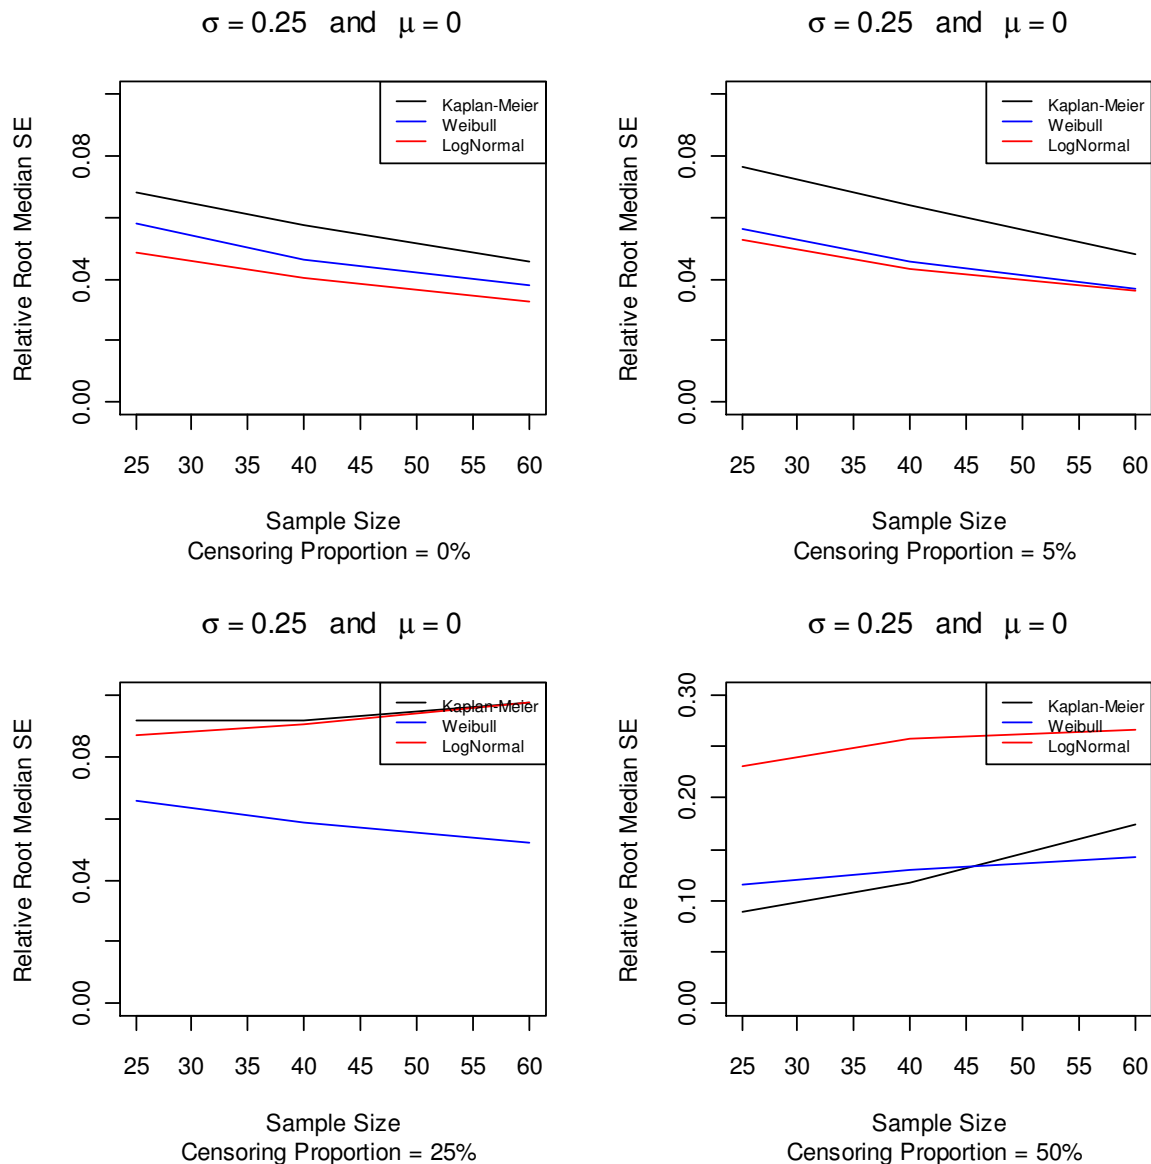 σ = 0.25 and μ = 0
Relative Root Median SE
0.00 0.04 0.08
Kaplan-Meier
Weibull
LogNormal
25 30 35 40 45 50 55 60
Sample Size
Censoring Proportion = 0%
σ = 0.25 and μ = 0
Relative Root Median SE
0.00 0.04 0.08
Kaplan-Meier
Weibull
LogNormal
25 30 35 40 45 50 55 60
Sample Size
Censoring Proportion = 5%
σ = 0.25 and μ = 0
Relative Root Median SE
0.00 0.04 0.08
Kaplan-Meier
Weibull
LogNormal
25 30 35 40 45 50 55 60
Sample Size
Censoring Proportion = 25%
σ = 0.25 and μ = 0
Relative Root Median SE
0.00 0.10 0.20 0.30
Kaplan-Meier
Weibull
LogNormal
25 30 35 40 45 50 55 60
Sample Size
Censoring Proportion = 50%